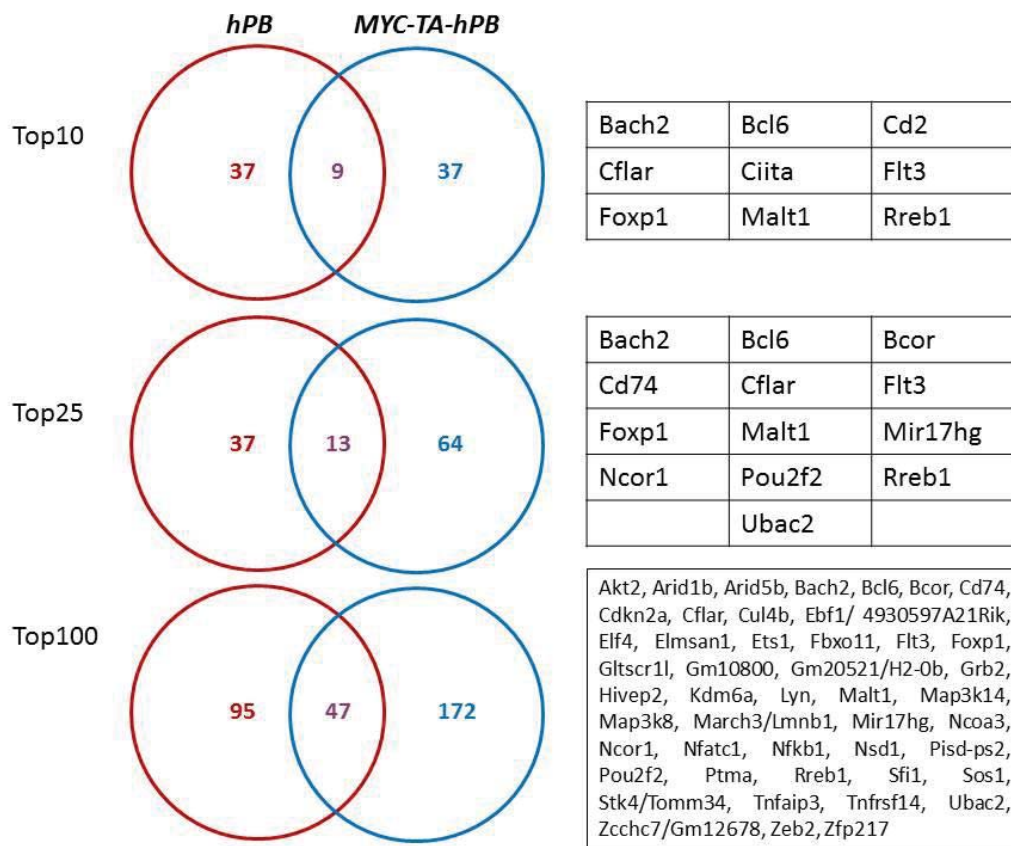 hPB MYC-TA-hPB
Top10
37 9 37
Bach2 Bcl6 Cd2
Cflar Ciita Flt3
Foxp1 Malt1 Rreb1
Top25
37 13 64
Bach2 Bcl6 Bcor
Cd74 Cflar Flt3
Foxp1 Malt1 Mir17hg
Ncor1 Pou2f2 Rreb1
Ubac2
Top100
95 47 172
Akt2, Arid1b, Arid5b, Bach2, Bcl6, Bcor, Cd74,
Cdkn2a, Cflar, Cul4b, Ebf1/ 4930597A21Rik,
Elf4, Elmsan1, Ets1, Fbxo11, Flt3, Foxp1,
Gltscr1l, Gm10800, Gm20521/H2-0b, Grb2,
Hivep2, Kdm6a, Lyn, Malt1, Map3k14,
Map3k8, March3/Lmnb1, Mir17hg, Ncoa3,
Ncor1, Nfatc1, Nfkb1, Nsd1, Pisd-ps2,
Pou2f2, Ptma, Rreb1, Sfi1, Sos1,
Stk4/Tomm34, Tnfaip3, Tnfrsf14, Ubac2,
Zcchc7/Gm12678, Zeb2, Zfp217